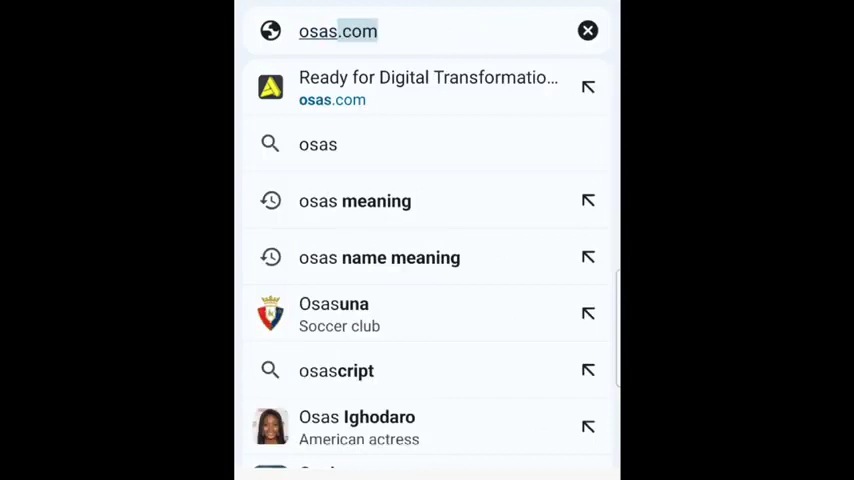 osas.com
Ready for Digital Transformatio...
osas.com
osas
osas meaning
osas name meaning
Osasuna
Soccer club
osascript
Osas Ighodaro
American actress